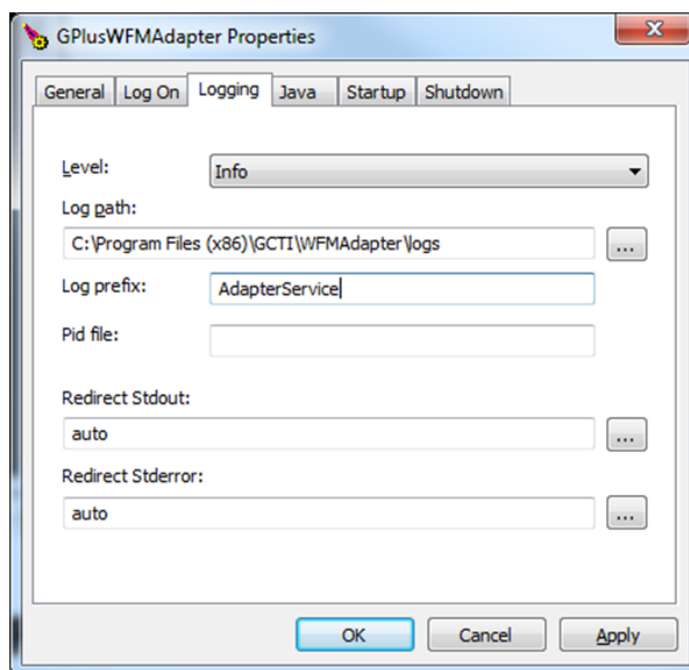 GPlusWFMAdapter Properties
General Log On Logging Java Startup Shutdown
Level: Info
Log path:
C:\Program Files (x86)\GCTI\WFMAdapter\logs ...
Log prefix: AdapterService
Pid file:
Redirect Stdout:
auto ...
Redirect Stderror:
auto ...
OK Cancel Apply